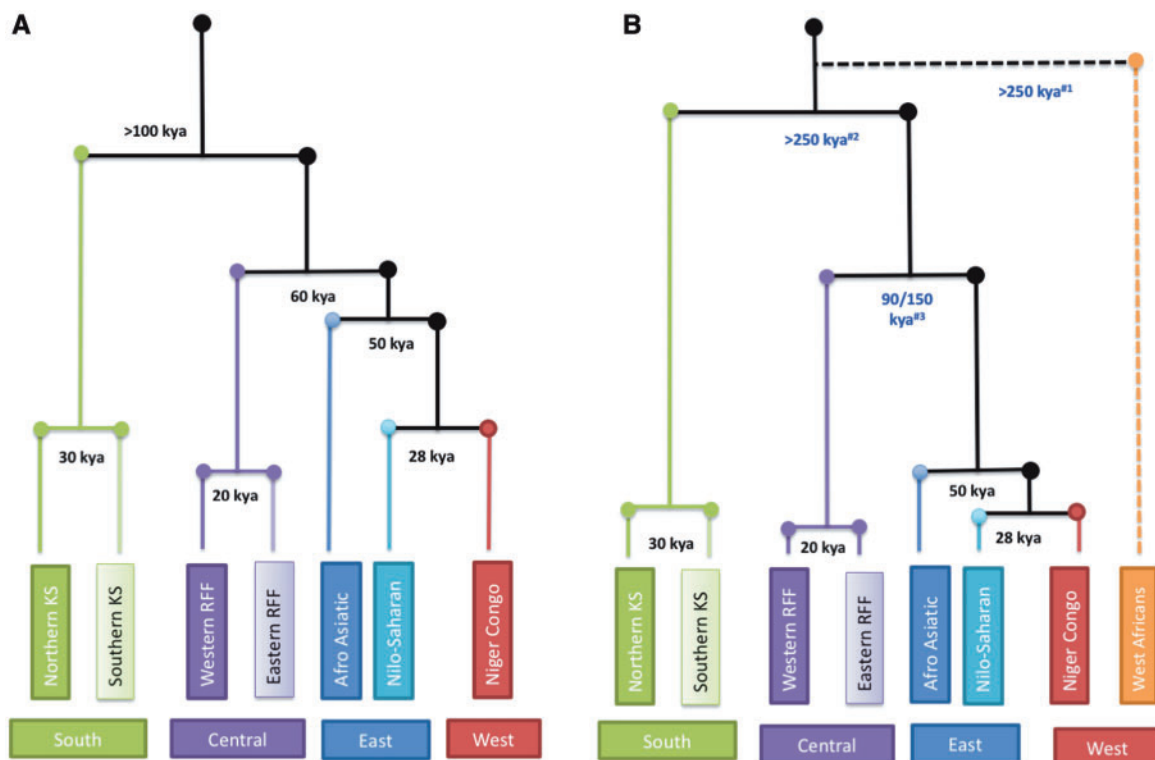 A
>100 kya
60 kya
50 kya
30 kya
28 kya
20 kya
Northern KS
Southern KS
Western RFF
Eastern RFF
Afro Asiatic
Nilo-Saharan
Niger Congo
South
Central
East
West
B
>250 kya#1
>250 kya#2
90/150
kya#3
50 kya
28 kya
30 kya
20 kya
Northern KS
Southern KS
Western RFF
Eastern RFF
Afro Asiatic
Nilo-Saharan
Niger Congo
West Africans
South
Central
East
West